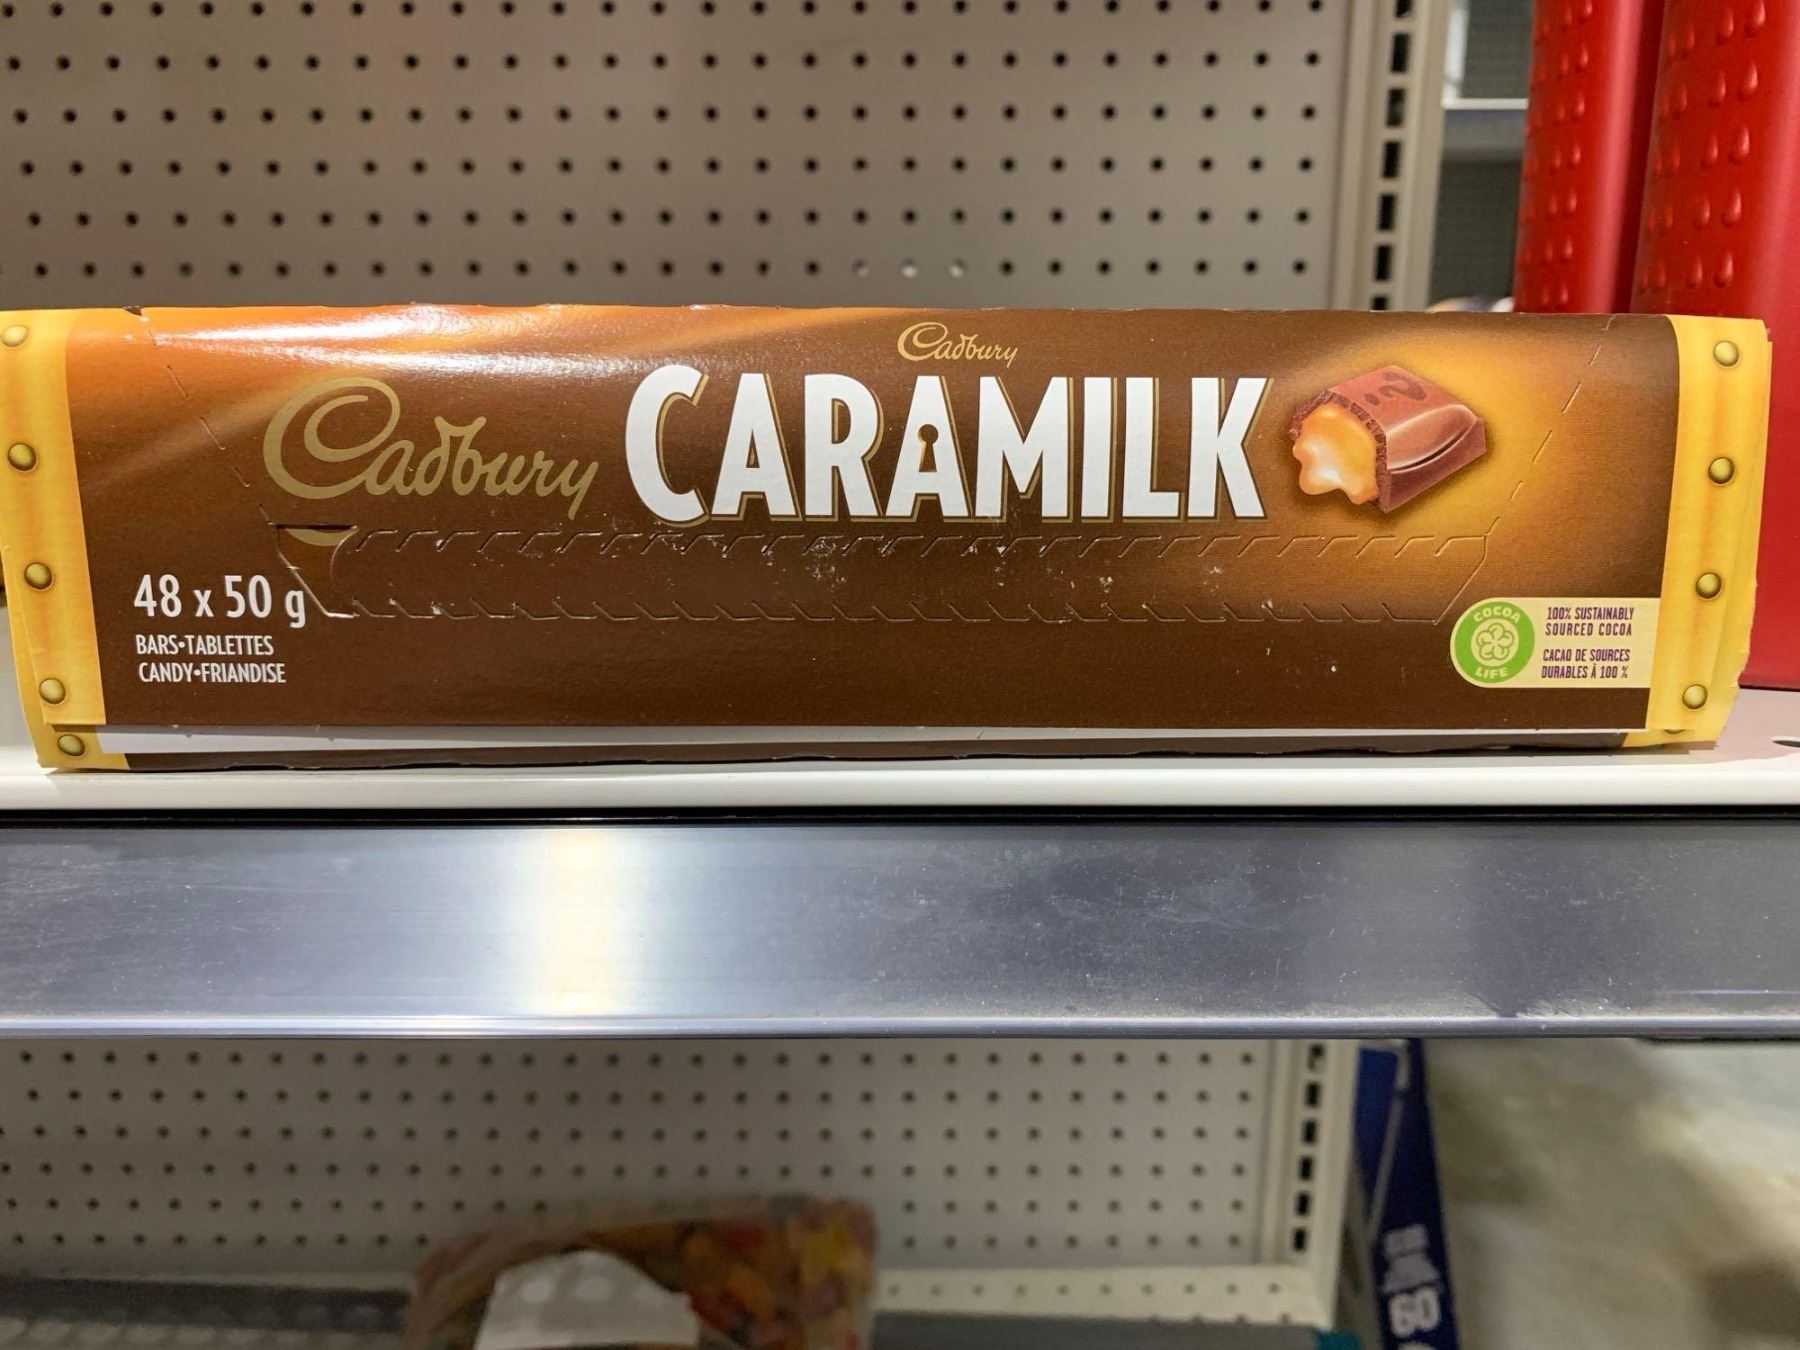 Cadbury
Cadbury CARAMILK
48 x 50 g
BARS•TABLETTES
CANDY•FRIANDISE
COCOA
LIFE
100% SUSTAINABLY
SOURCED COCOA
CACAO DE SOURCES
DURABLES À 100 %
60